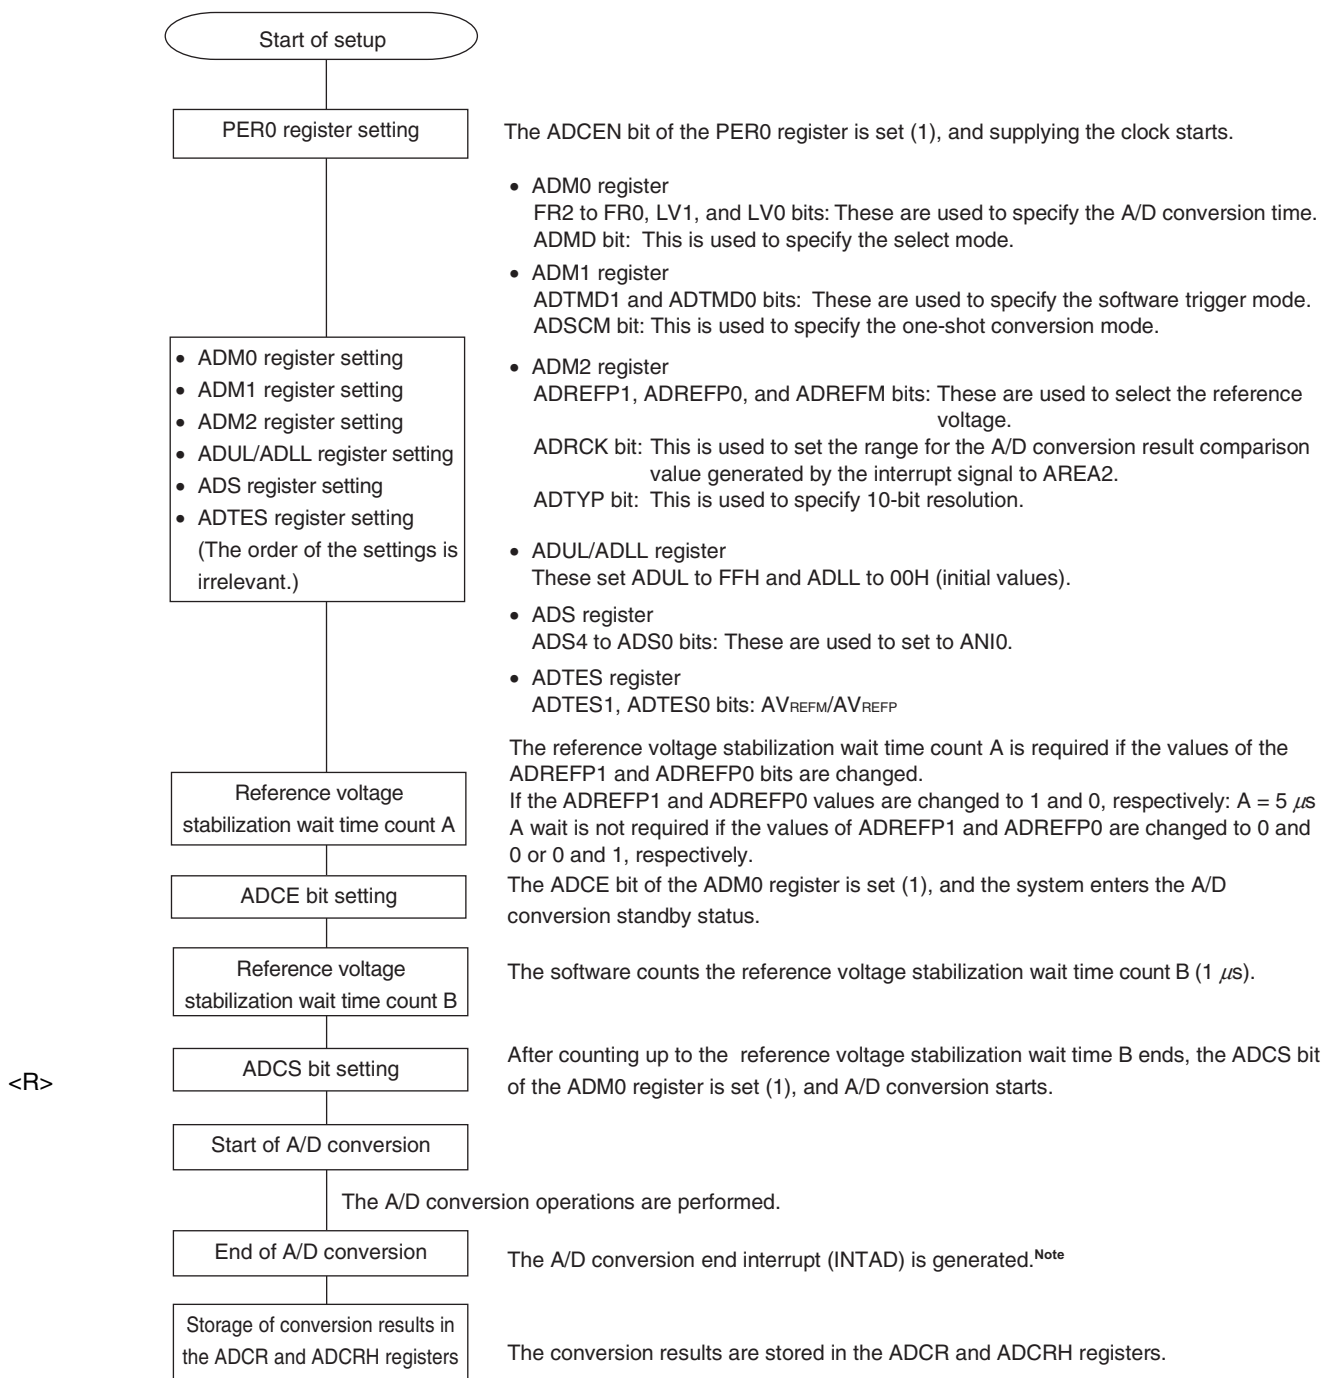 Start of setup
PER0 register setting
The ADCEN bit of the PER0 register is set (1), and supplying the clock starts.
• ADM0 register
FR2 to FR0, LV1, and LV0 bits: These are used to specify the A/D conversion time.
ADMD bit: This is used to specify the select mode.
• ADM1 register
ADTMD1 and ADTMD0 bits: These are used to specify the software trigger mode.
ADSCM bit: This is used to specify the one-shot conversion mode.
• ADM0 register setting
• ADM1 register setting
• ADM2 register setting
• ADUL/ADLL register setting
• ADS register setting
• ADTES register setting
(The order of the settings is
irrelevant.)
• ADM2 register
ADREFP1, ADREFP0, and ADREFM bits: These are used to select the reference
voltage.
ADRCK bit: This is used to set the range for the A/D conversion result comparison
value generated by the interrupt signal to AREA2.
ADTYP bit: This is used to specify 10-bit resolution.
• ADUL/ADLL register
These set ADUL to FFH and ADLL to 00H (initial values).
• ADS register
ADS4 to ADS0 bits: These are used to set to ANI0.
• ADTES register
ADTES1, ADTES0 bits: AVREFM/AVREFP
Reference voltage
stabilization wait time count A
The reference voltage stabilization wait time count A is required if the values of the
ADREFP1 and ADREFP0 bits are changed.
If the ADREFP1 and ADREFP0 values are changed to 1 and 0, respectively: A = 5 μs
A wait is not required if the values of ADREFP1 and ADREFP0 are changed to 0 and
0 or 0 and 1, respectively.
ADCE bit setting
The ADCE bit of the ADM0 register is set (1), and the system enters the A/D
conversion standby status.
Reference voltage
stabilization wait time count B
The software counts the reference voltage stabilization wait time count B (1 μs).
<R>
ADCS bit setting
After counting up to the reference voltage stabilization wait time B ends, the ADCS bit
of the ADM0 register is set (1), and A/D conversion starts.
Start of A/D conversion
The A/D conversion operations are performed.
End of A/D conversion
The A/D conversion end interrupt (INTAD) is generated.Note
Storage of conversion results in
the ADCR and ADCRH registers
The conversion results are stored in the ADCR and ADCRH registers.